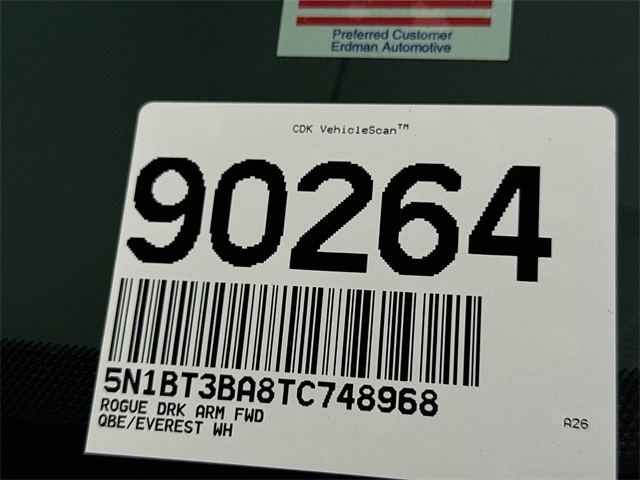 Preferred Customer
Erdman Automotive
CDK VehicleScan™
90264
5N1BT3BA8TC748968
ROGUE DRK ARM FWD
QBE/EVEREST WH
A26